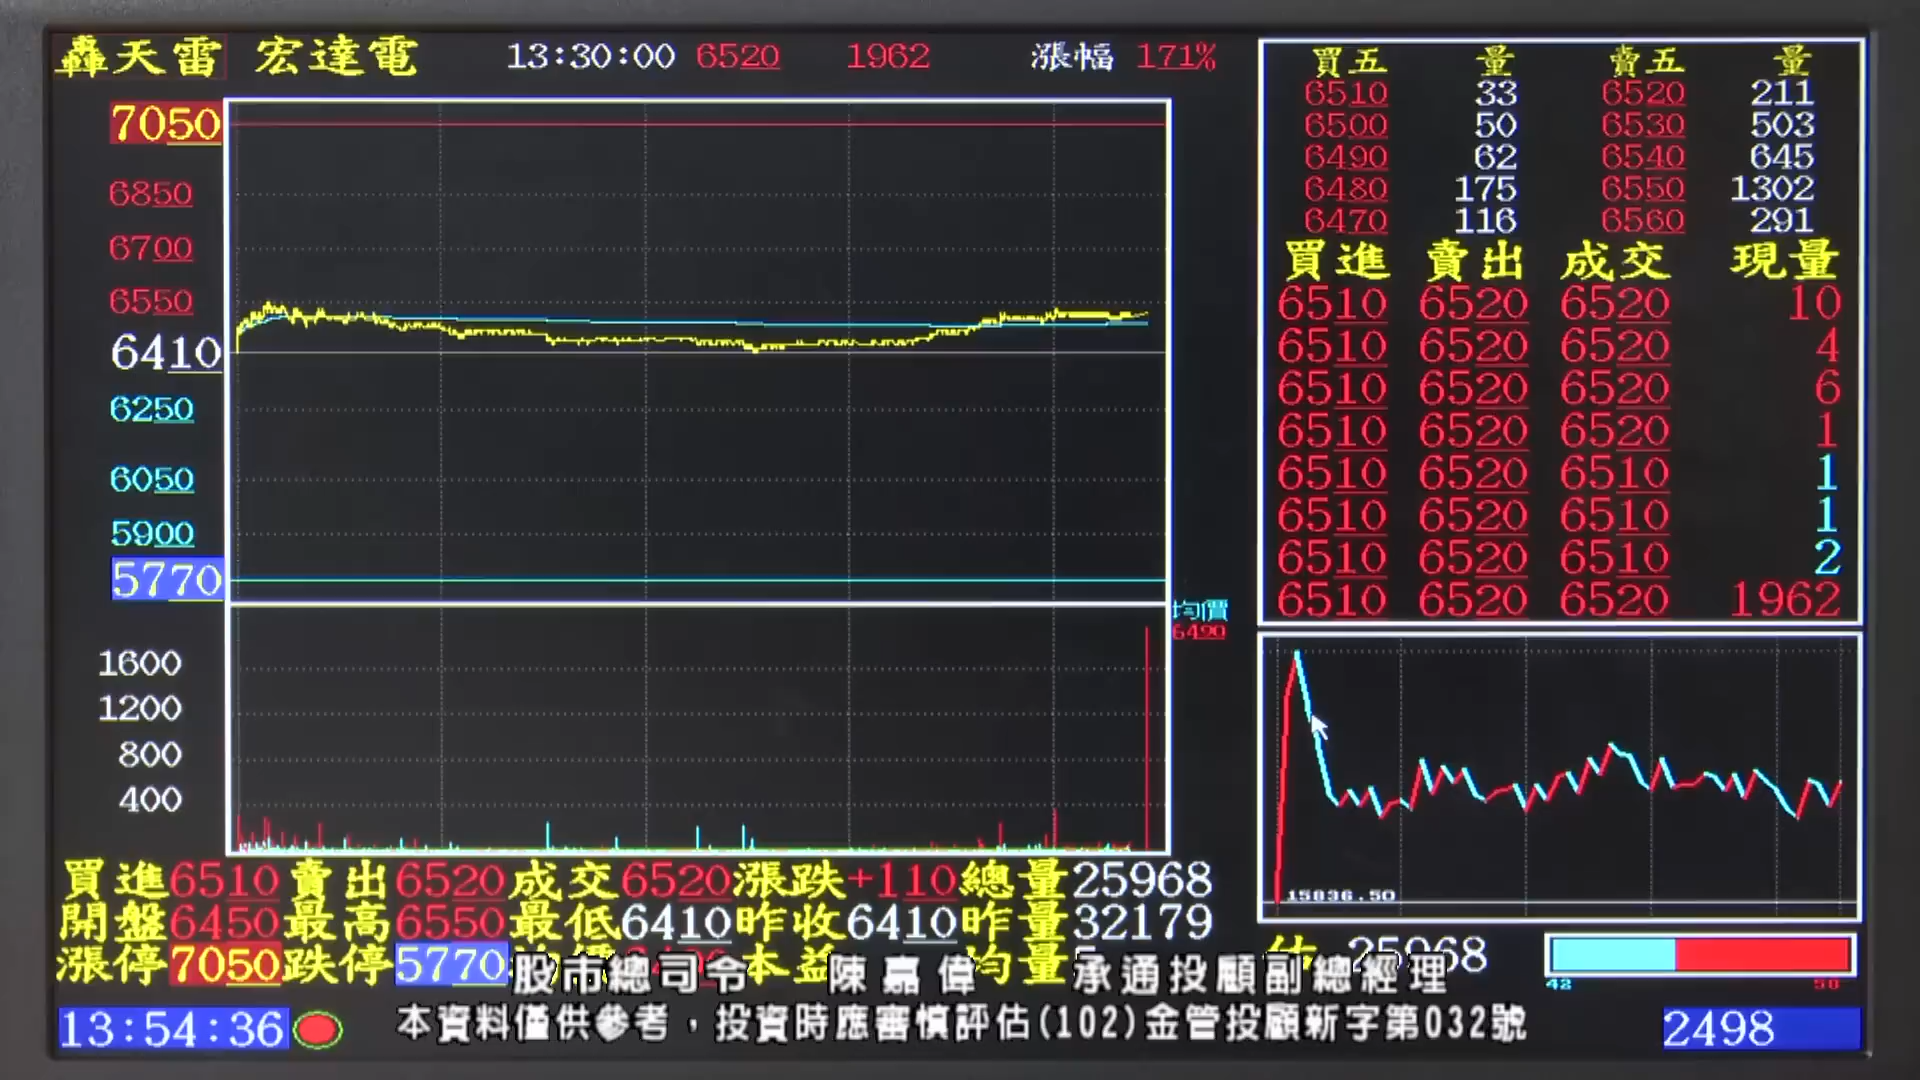 轟天雷 宏達電 13:30:00 6520 1962 漲幅 171%
7050
6850
6700
6550
6410
6250
6050
5900
5770
均價
6490
1600
1200
800
400
買五 量 賣五 量
6510 33 6520 211
6500 50 6530 503
6490 62 6540 645
6480 175 6550 1302
6470 116 6560 291
買進 賣出 成交 現量
6510 6520 6520 10
6510 6520 6520 4
6510 6520 6520 6
6510 6520 6520 1
6510 6520 6510 1
6510 6520 6510 1
6510 6520 6510 2
6510 6520 6520 1962
15836.50
買進6510賣出6520成交6520漲跌+110總量25968
開盤6450最高6550最低6410昨收6410昨量32179
漲停7050跌停5770 本益 均量 估 25968
42 58
股市總司令 陳嘉偉 承通投顧副總經理
本資料僅供參考，投資時應審慎評估(102)金管投顧新字第032號
13:54:36 2498